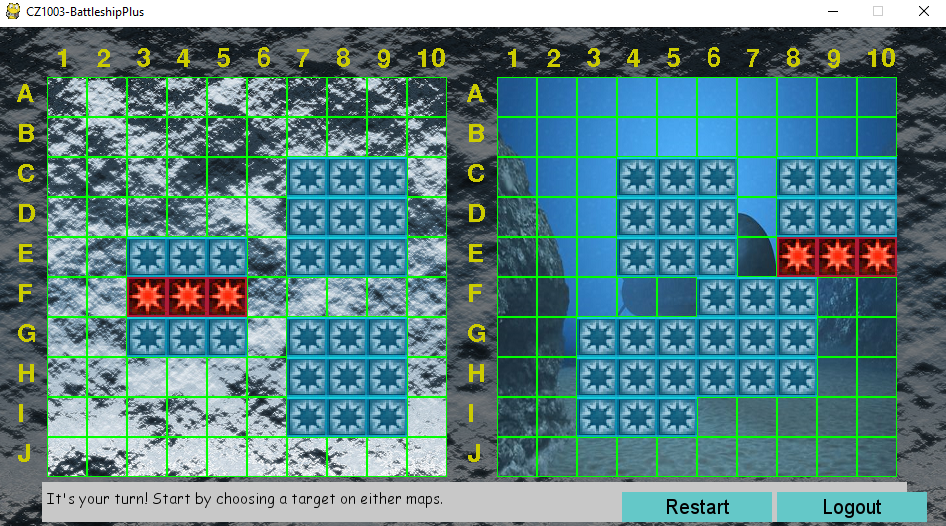 CZ1003-BattleshipPlus
1 2 3 4 5 6 7 8 9 10
1 2 3 4 5 6 7 8 9 10
A
B
C
D
E
F
G
H
I
J
A
B
C
D
E
F
G
H
I
J
It's your turn! Start by choosing a target on either maps.
Restart
Logout